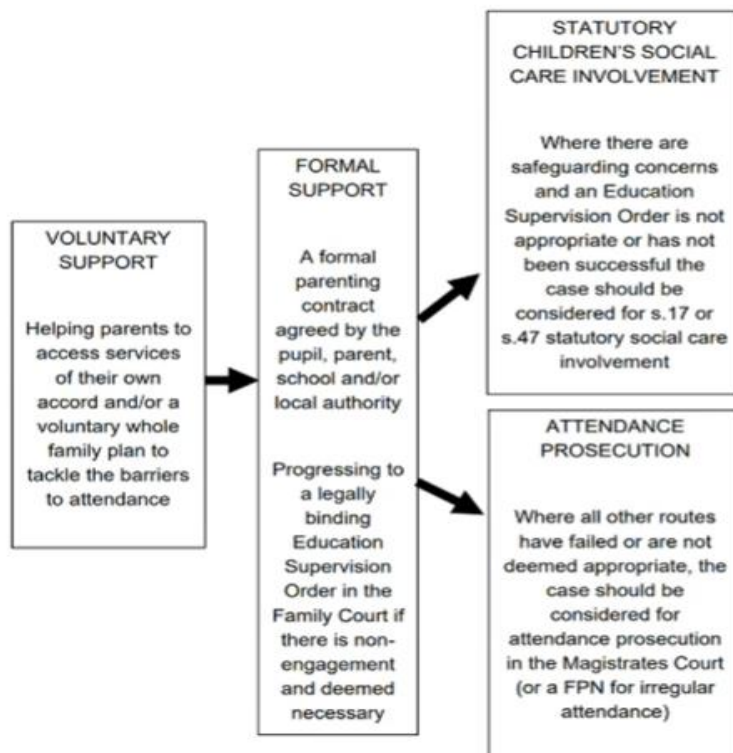 VOLUNTARY
SUPPORT
Helping parents to
access services
of their own
accord and/or a
voluntary whole
family plan to
tackle the barriers
to attendance
FORMAL
SUPPORT
A formal
parenting
contract
agreed by the
pupil, parent,
school and/or
local authority
Progressing to
a legally
binding
Education
Supervision
Order in the
Family Court if
there is non-
engagement
and deemed
necessary
STATUTORY
CHILDREN'S SOCIAL
CARE INVOLVEMENT
Where there are
safeguarding concerns
and an Education
Supervision Order is not
appropriate or has not
been successful the
case should be
considered for s.17 or
s.47 statutory social care
involvement
ATTENDANCE
PROSECUTION
Where all other routes
have failed or are not
deemed appropriate, the
case should be
considered for
attendance prosecution
in the Magistrates Court
(or a FPN for irregular
attendance)